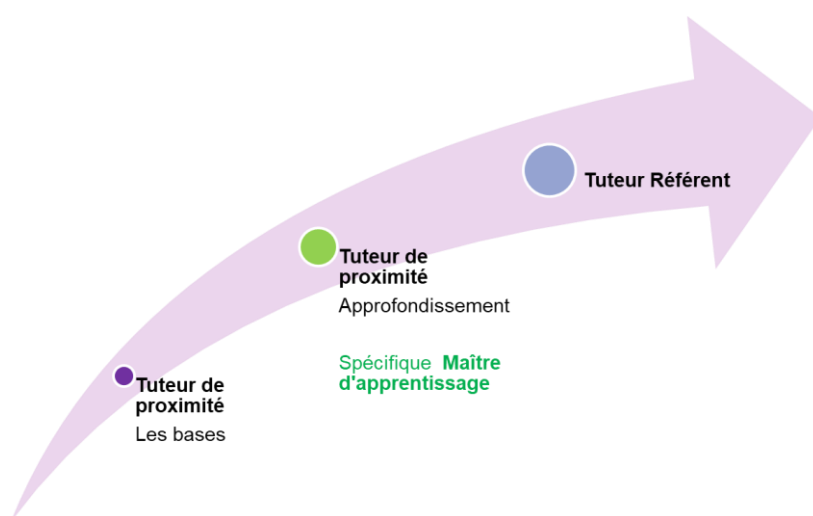 Tuteur Référent
Tuteur de
proximité
Approfondissement
Spécifique Maître
d'apprentissage
Tuteur de
proximité
Les bases